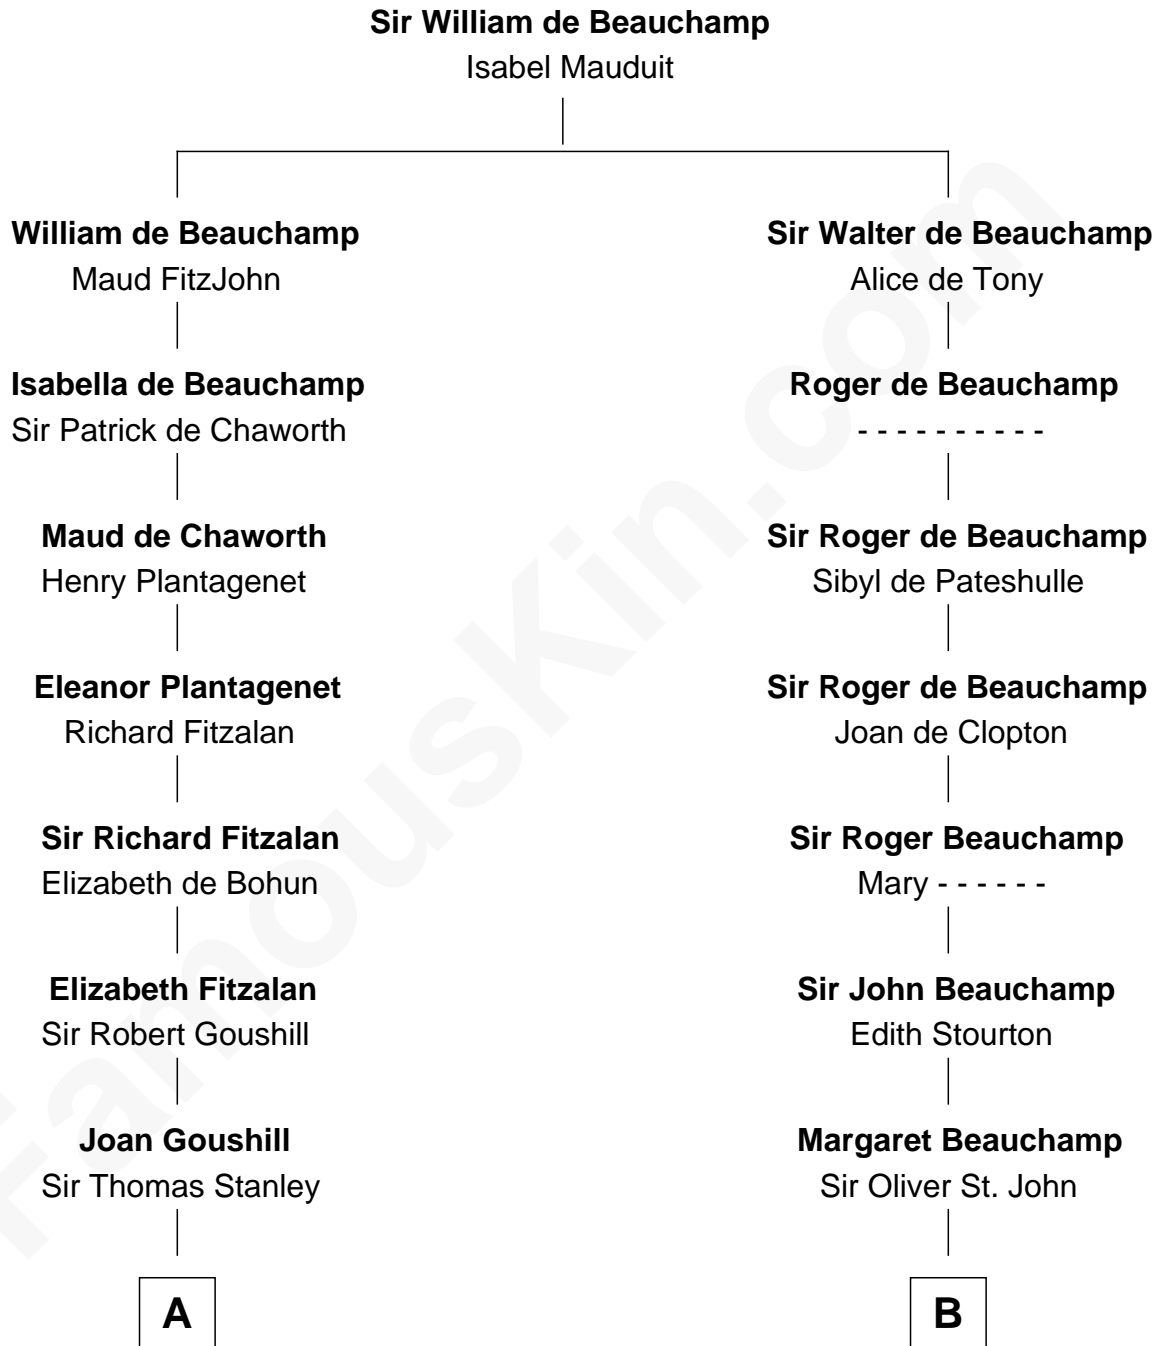 Sir William de Beauchamp
Isabel Mauduit
William de Beauchamp
Maud FitzJohn
Sir Walter de Beauchamp
Alice de Tony
Isabella de Beauchamp
Sir Patrick de Chaworth
Roger de Beauchamp
- - - - - - - - - -
Maud de Chaworth
Henry Plantagenet
Sir Roger de Beauchamp
Sibyl de Pateshulle
Eleanor Plantagenet
Richard Fitzalan
Sir Roger de Beauchamp
Joan de Clopton
Sir Richard Fitzalan
Elizabeth de Bohun
Sir Roger Beauchamp
Mary - - - - - -
Elizabeth Fitzalan
Sir Robert Goushill
Sir John Beauchamp
Edith Stourton
Joan Goushill
Sir Thomas Stanley
Margaret Beauchamp
Sir Oliver St. John
A
B
FamousKin.com